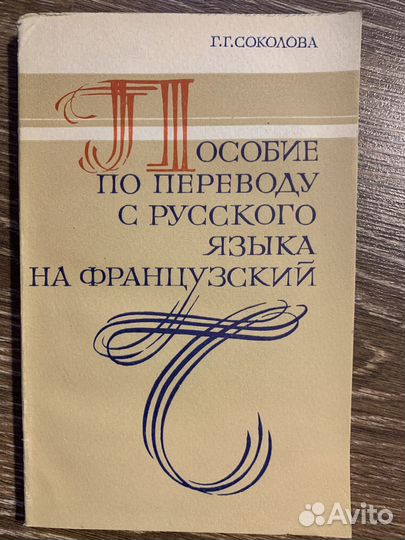 Г.Г.СОКОЛОВА
ПОСОБИЕ
ПО ПЕРЕВОДУ
С РУССКОГО
ЯЗЫКА
НА ФРАНЦУЗСКИЙ
Avito